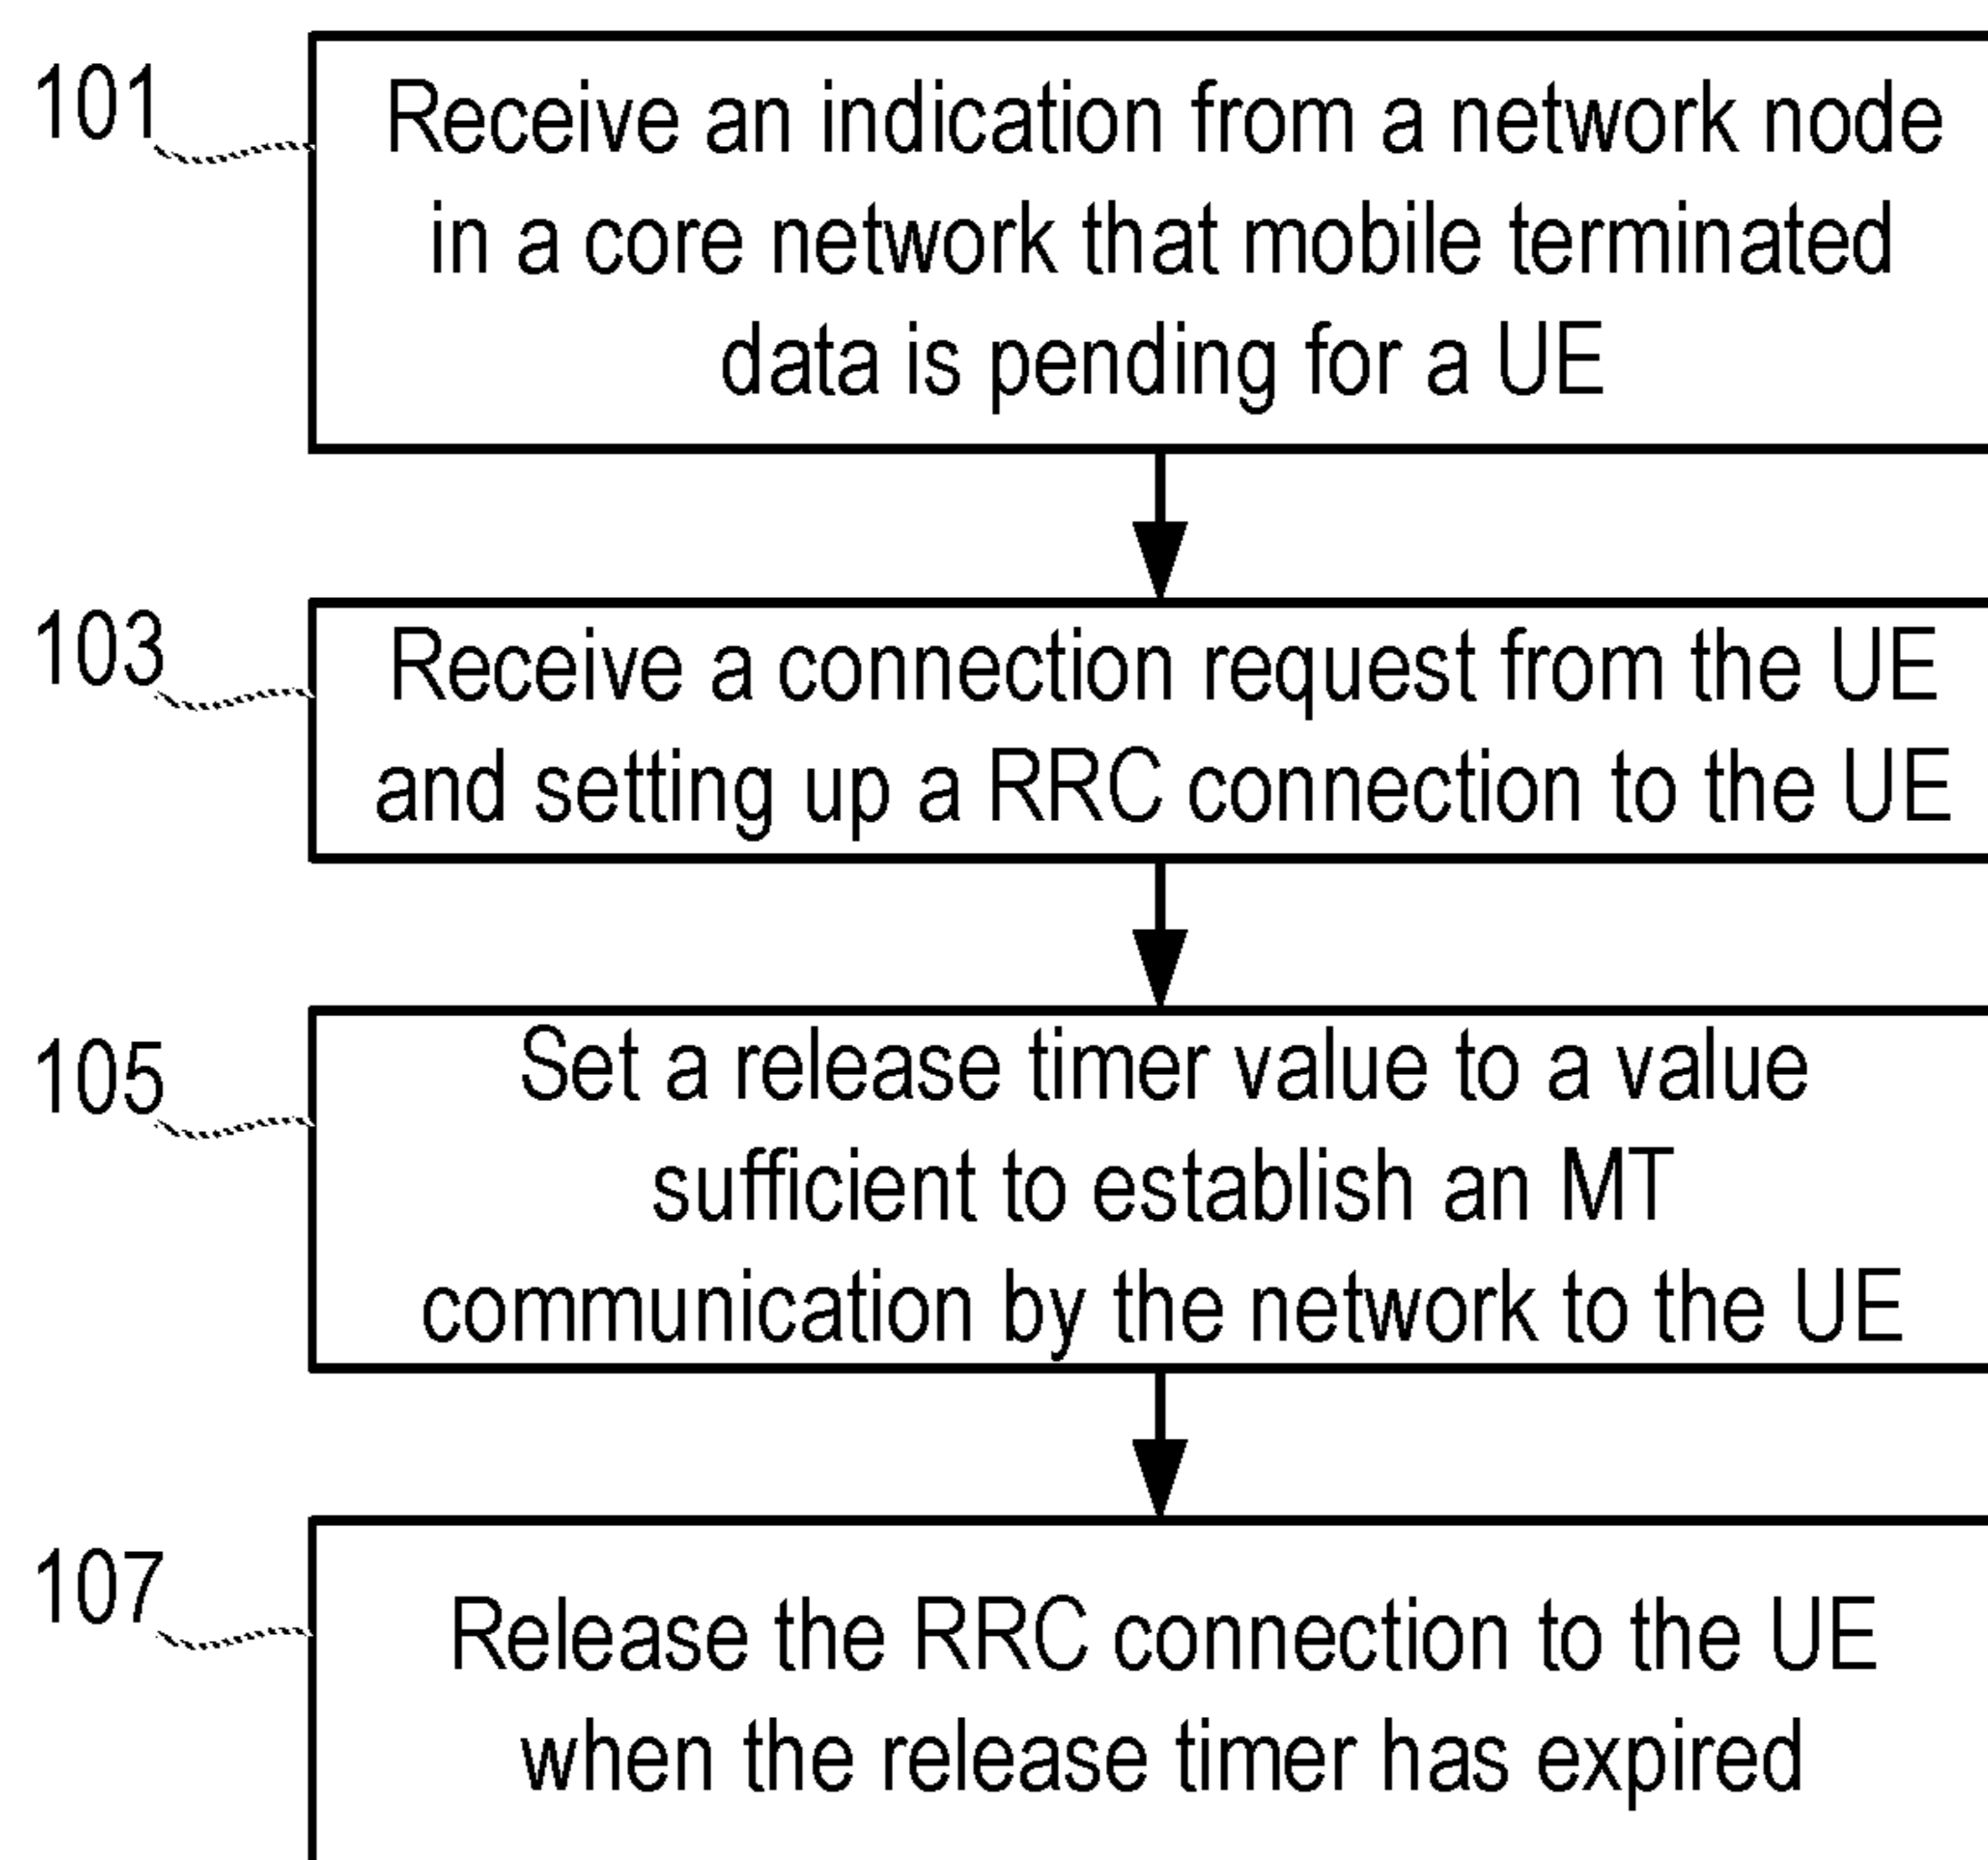 101
Receive an indication from a network node
in a core network that mobile terminated
data is pending for a UE
103
Receive a connection request from the UE
and setting up a RRC connection to the UE
105
Set a release timer value to a value
sufficient to establish an MT
communication by the network to the UE
107
Release the RRC connection to the UE
when the release timer has expired